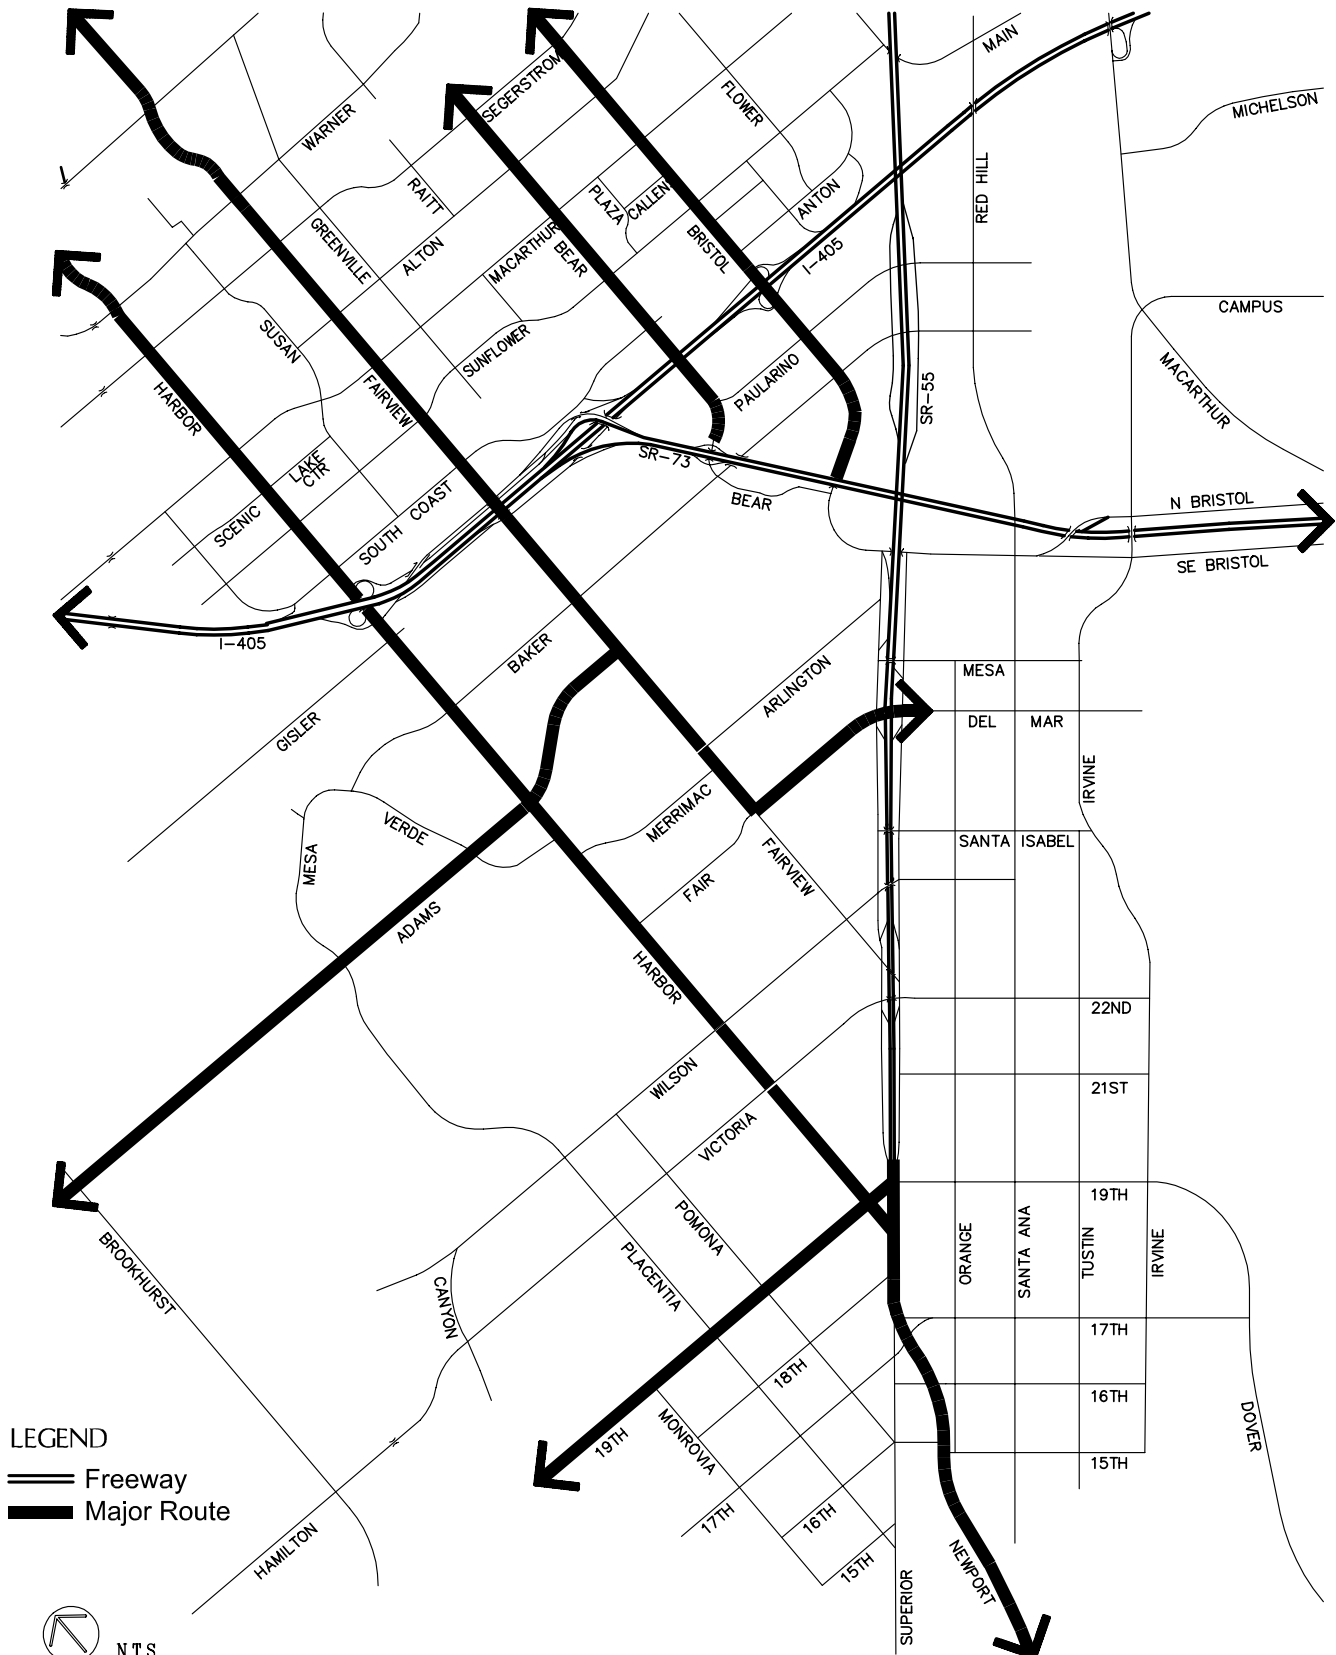 MAIN
SEGERSTROM
FLOWER
MICHELSON
WARNER
RED HILL
RAITT
PLAZA
CALLEN
ANTON
GREENVILLE
ALTON
MACARTHUR
BEAR
BRISTOL
I-405
CAMPUS
SUSAN
SUNFLOWER
MACARTHUR
HARBOR
FAIRVIEW
PAULARINO
SR-55
LAKE
CTR
SR-73
SCENIC
SOUTH COAST
BEAR
N BRISTOL
SE BRISTOL
I-405
BAKER
ARLINGTON
MESA
GISLER
DEL MAR
IRVINE
MERRIMAC
VERDE
MESA
FAIR
FAIRVIEW
SANTA ISABEL
ADAMS
HARBOR
22ND
WILSON
21ST
VICTORIA
19TH
POMONA
BROOKHURST
PLACENTIA
CANYON
ORANGE
SANTA ANA
TUSTIN
IRVINE
17TH
18TH
16TH
DOVER
19TH
MONROVIA
15TH
LEGEND
Freeway
Major Route
17TH
16TH
HAMILTON
15TH
NEWPORT
SUPERIOR
NTS